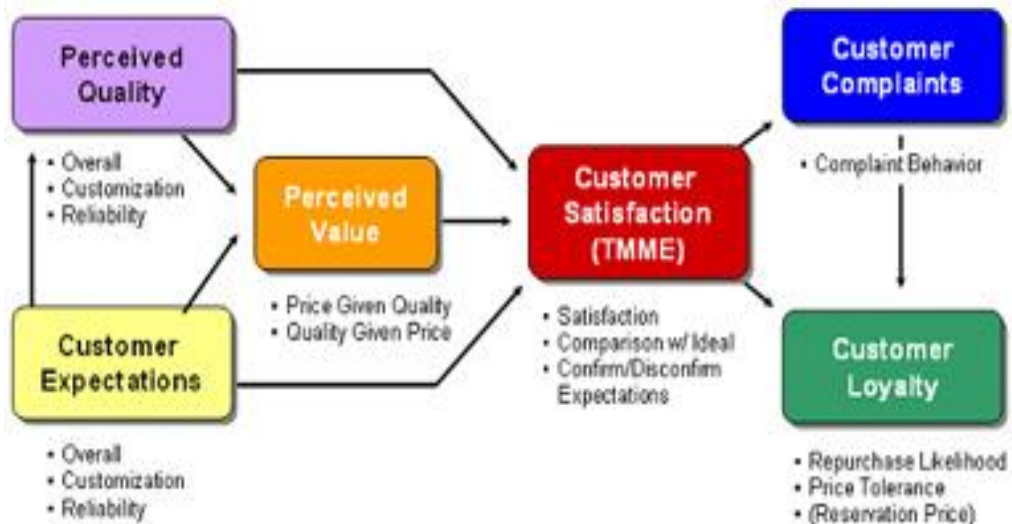 Perceived
Quality
• Overall
• Customization
• Reliability
Customer
Expectations
• Overall
• Customization
• Reliability
Perceived
Value
• Price Given Quality
• Quality Given Price
Customer
Satisfaction
(TMME)
• Satisfaction
• Comparison w/ Ideal
• Confirm/Disconfirm
Expectations
Customer
Complaints
• Complaint Behavior
Customer
Loyalty
• Repurchase Likelihood
• Price Tolerance
• (Reservation Price)